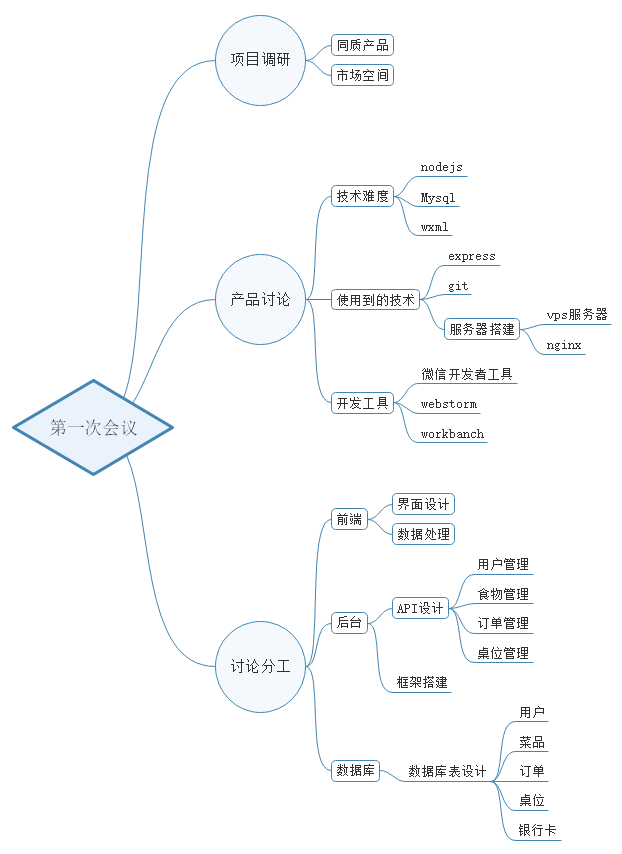 第一次会议
项目调研
同质产品
市场空间
产品讨论
技术难度
nodejs
Mysql
wxml
使用到的技术
express
git
服务器搭建
vps服务器
nginx
开发工具
微信开发者工具
webstorm
workbanch
讨论分工
前端
界面设计
数据处理
后台
API设计
用户管理
食物管理
订单管理
桌位管理
框架搭建
数据库
数据库表设计
用户
菜品
订单
桌位
银行卡